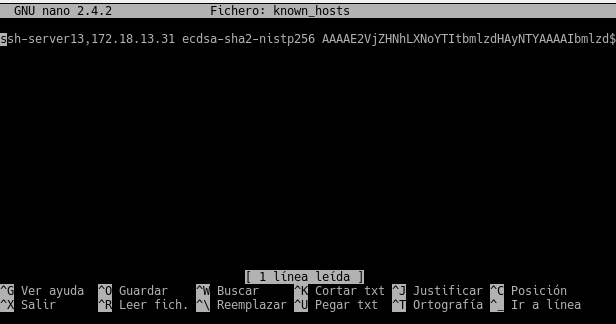 GNU nano 2.4.2 Fichero: known_hosts
ssh-server13,172.18.13.31 ecdsa-sha2-nistp256 AAAAE2VjZHNhLXNoYTItbmlzdHAyNTYAAAAIbmlzd$
[ 1 línea leída ]
^G Ver ayuda ^O Guardar ^W Buscar ^K Cortar txt ^J Justificar ^C Posición
^X Salir ^R Leer fich. ^\ Reemplazar ^U Pegar txt ^T Ortografía ^_ Ir a línea